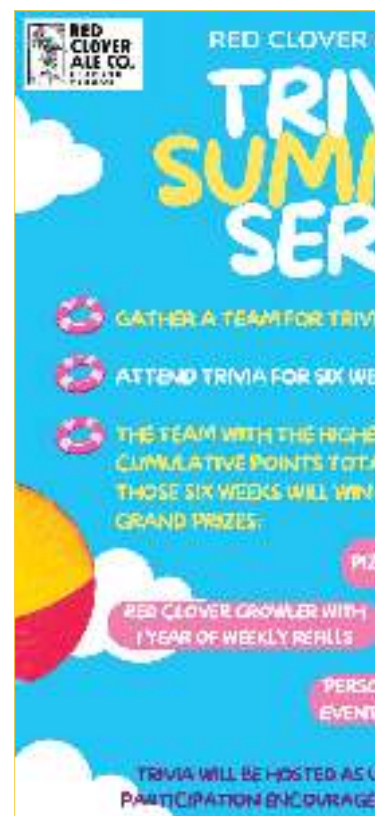 RED
CLOVER
ALE CO.
RED CLOVER
TRIV
SUMM
SER
GATHER A TEAM FOR TRIVI
ATTEND TRIVIA FOR SIX WE
THE TEAM WITH THE HIGHE
CUMULATIVE POINTS TOTA
THOSE SIX WEEKS WILL WIN
GRAND PRIZES:
PIZ
RED CLOVER GROWLER WITH
1 YEAR OF WEEKLY REFILLS
PERSO
EVENT
TRIVIA WILL BE HOSTED AS U
PARTICIPATION ENCOURAGE